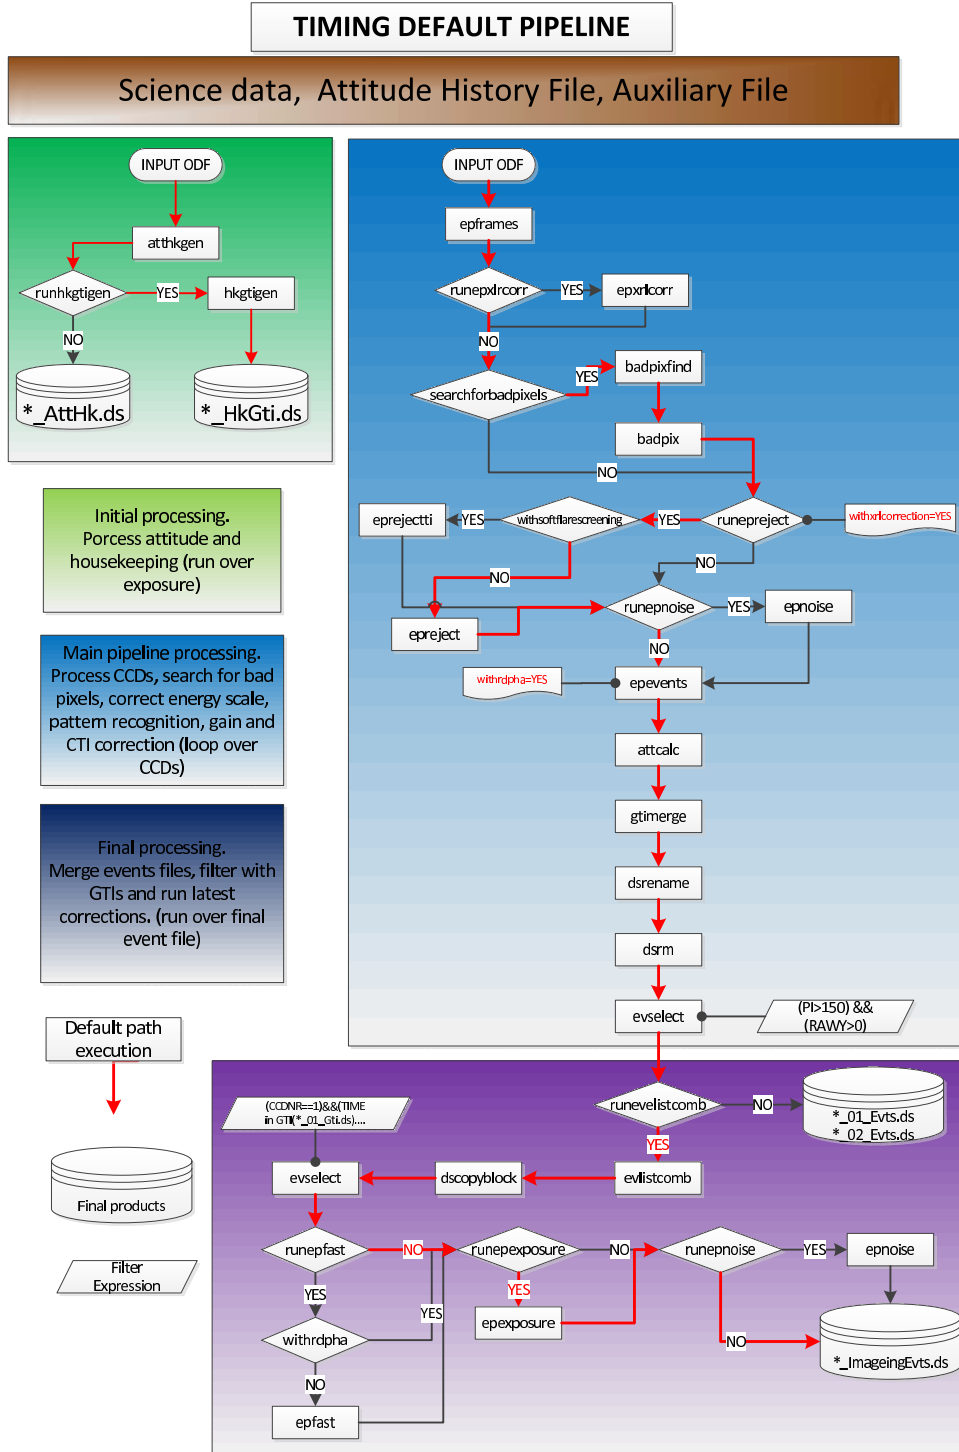 TIMING DEFAULT PIPELINE
Science data, Attitude History File, Auxiliary File
INPUT ODF
atthkgen
runhkgtigen
YES
hkgtigen
NO
*_AttHk.ds
*_HkGti.ds
Initial processing.
Porcess attitude and
housekeeping (run over
exposure)
Main pipeline processing.
Process CCDs, search for bad
pixels, correct energy scale,
pattern recognition, gain and
CTI correction (loop over
CCDs)
Final processing.
Merge events files, filter with
GTIs and run latest
corrections. (run over final
event file)
Default path
execution
Final products
Filter
Expression
INPUT ODF
epframes
runepxlrcorr
YES
epxrlcorr
NO
searchforbadpixels
YES
badpixfind
badpix
NO
eprejectti
YES
withsoftflarescreening
YES
runepreject
withxrlcorrection=YES
NO
NO
epreject
runepnoise
YES
epnoise
NO
withrdpha=YES
epevents
attcalc
gtimerge
dsrename
dsrm
evselect
(PI>150) &&
(RAWY>0)
runevelistcomb
NO
*_01_Evts.ds
*_02_Evts.ds
YES
(CCDNR==1)&&(TIME
in GTI(*_01_Gti.ds)....
evselect
dscopyblock
evlistcomb
runepfast
NO
runepexposure
NO
runepnoise
YES
epnoise
YES
YES
YES
epexposure
withrdpha
NO
*_ImageingEvts.ds
NO
epfast